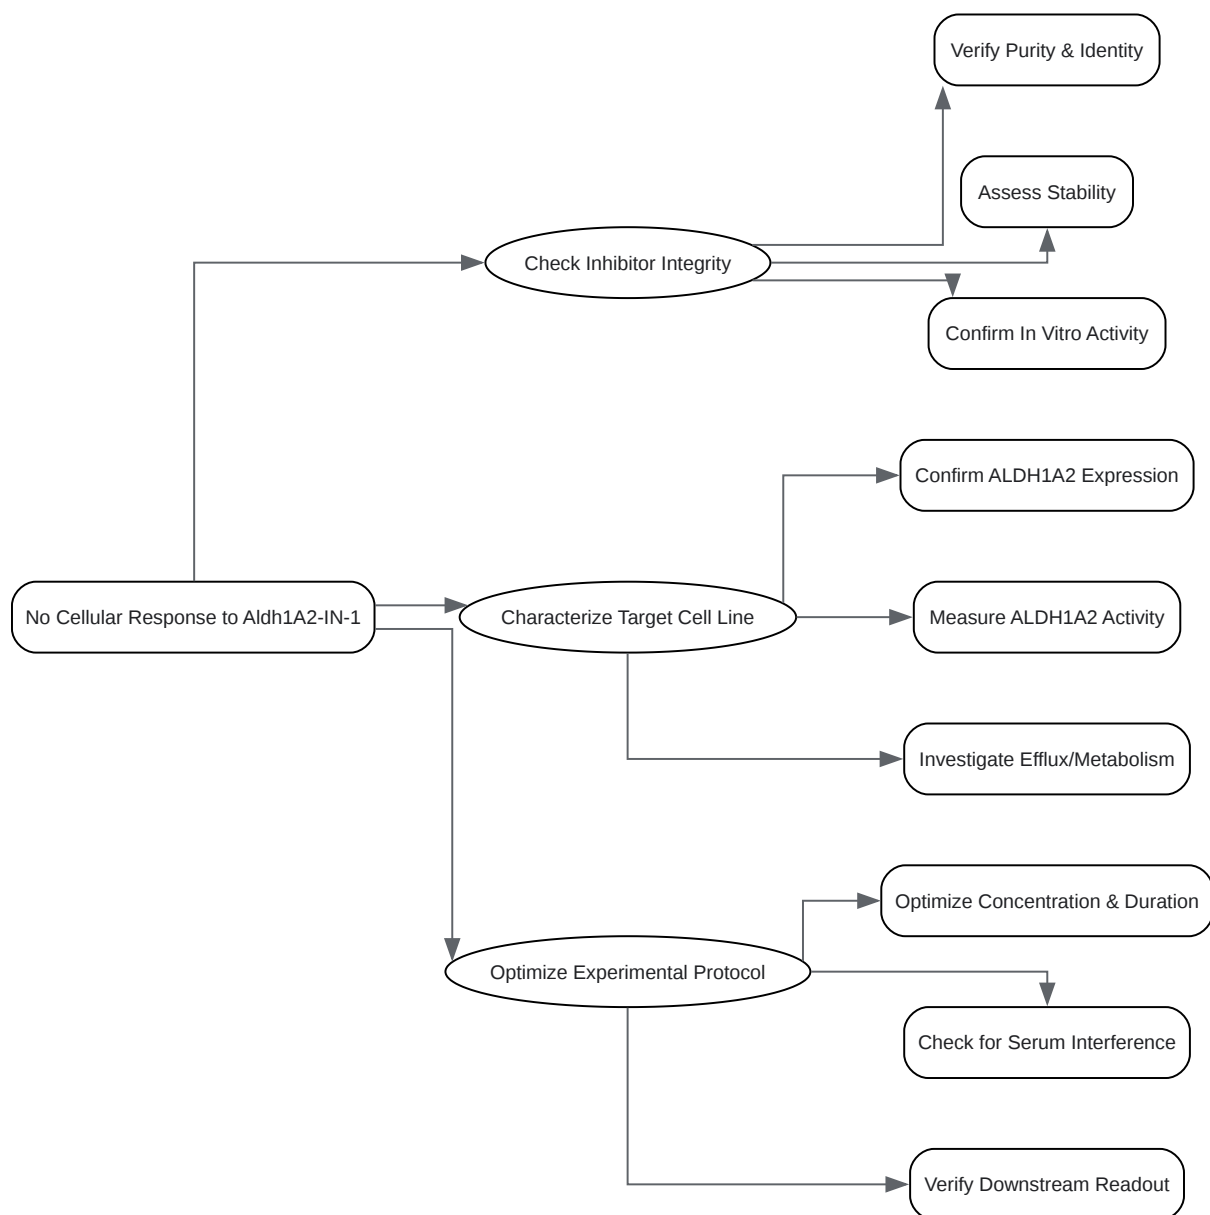 Verify Purity & Identity
Assess Stability
Check Inhibitor Integrity
Confirm In Vitro Activity
Confirm ALDH1A2 Expression
No Cellular Response to Aldh1A2-IN-1
Characterize Target Cell Line
Measure ALDH1A2 Activity
Investigate Efflux/Metabolism
Optimize Concentration & Duration
Optimize Experimental Protocol
Check for Serum Interference
Verify Downstream Readout